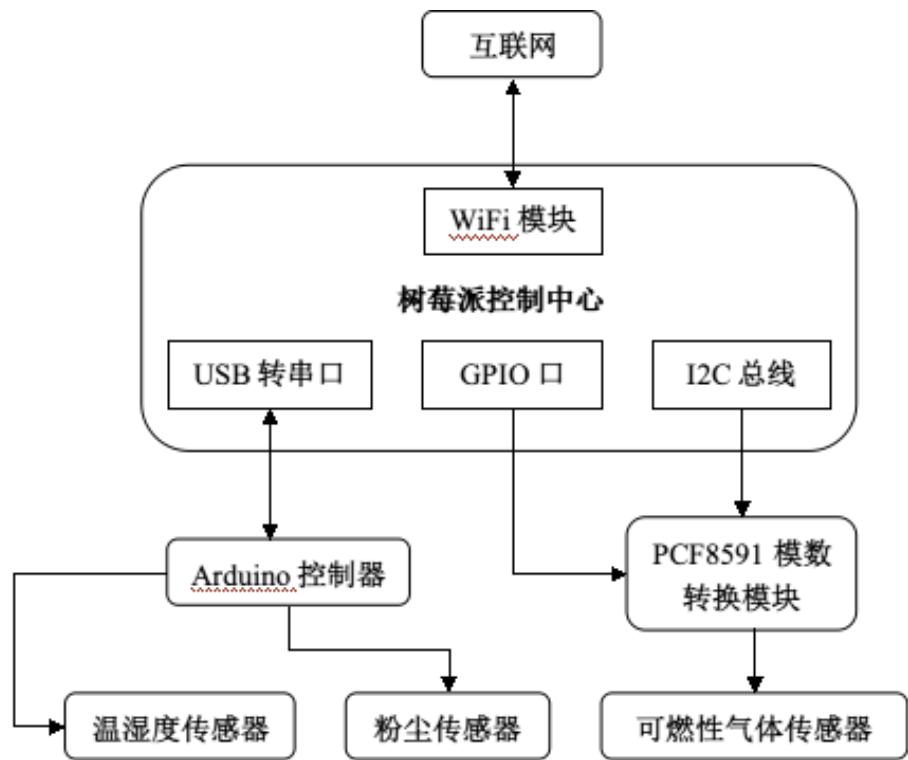 互联网
WiFi 模块
树莓派控制中心
USB 转串口
GPIO 口
I2C 总线
Arduino 控制器
PCF8591 模数
转换模块
温湿度传感器
粉尘传感器
可燃性气体传感器